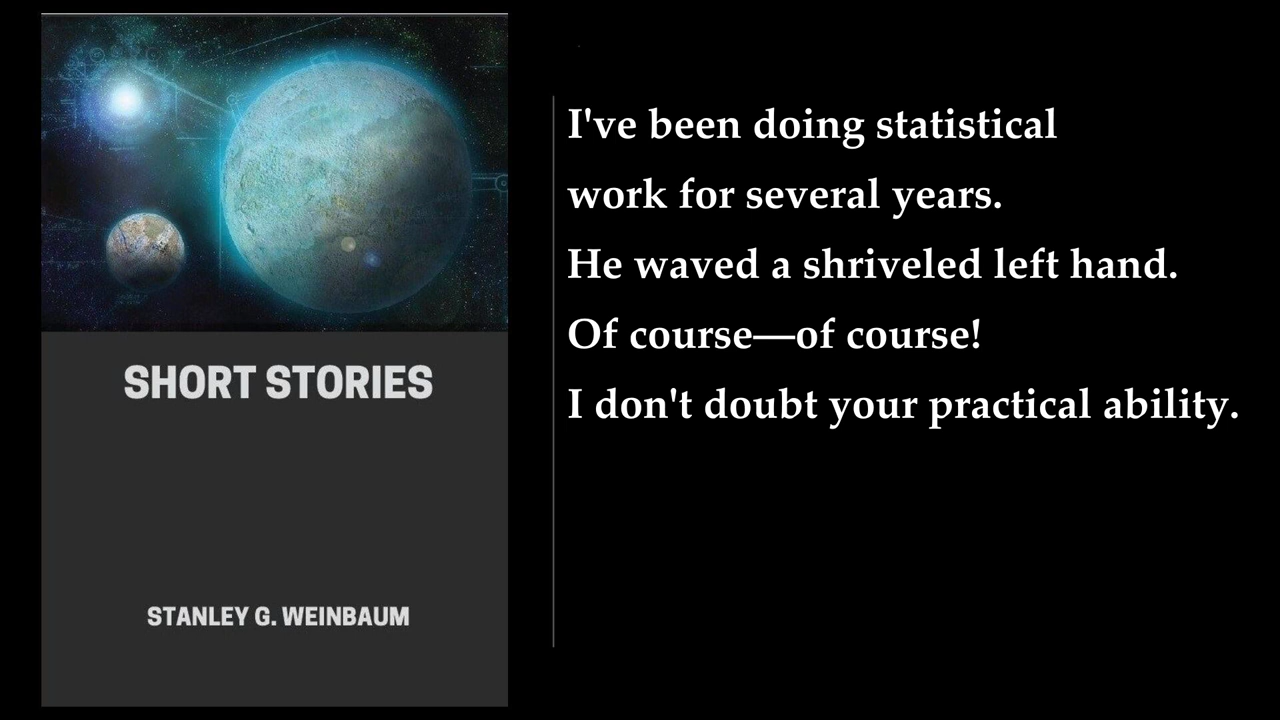 SHORT STORIES
STANLEY G. WEINBAUM
I've been doing statistical
work for several years.
He waved a shriveled left hand.
Of course—of course!
I don't doubt your practical ability.